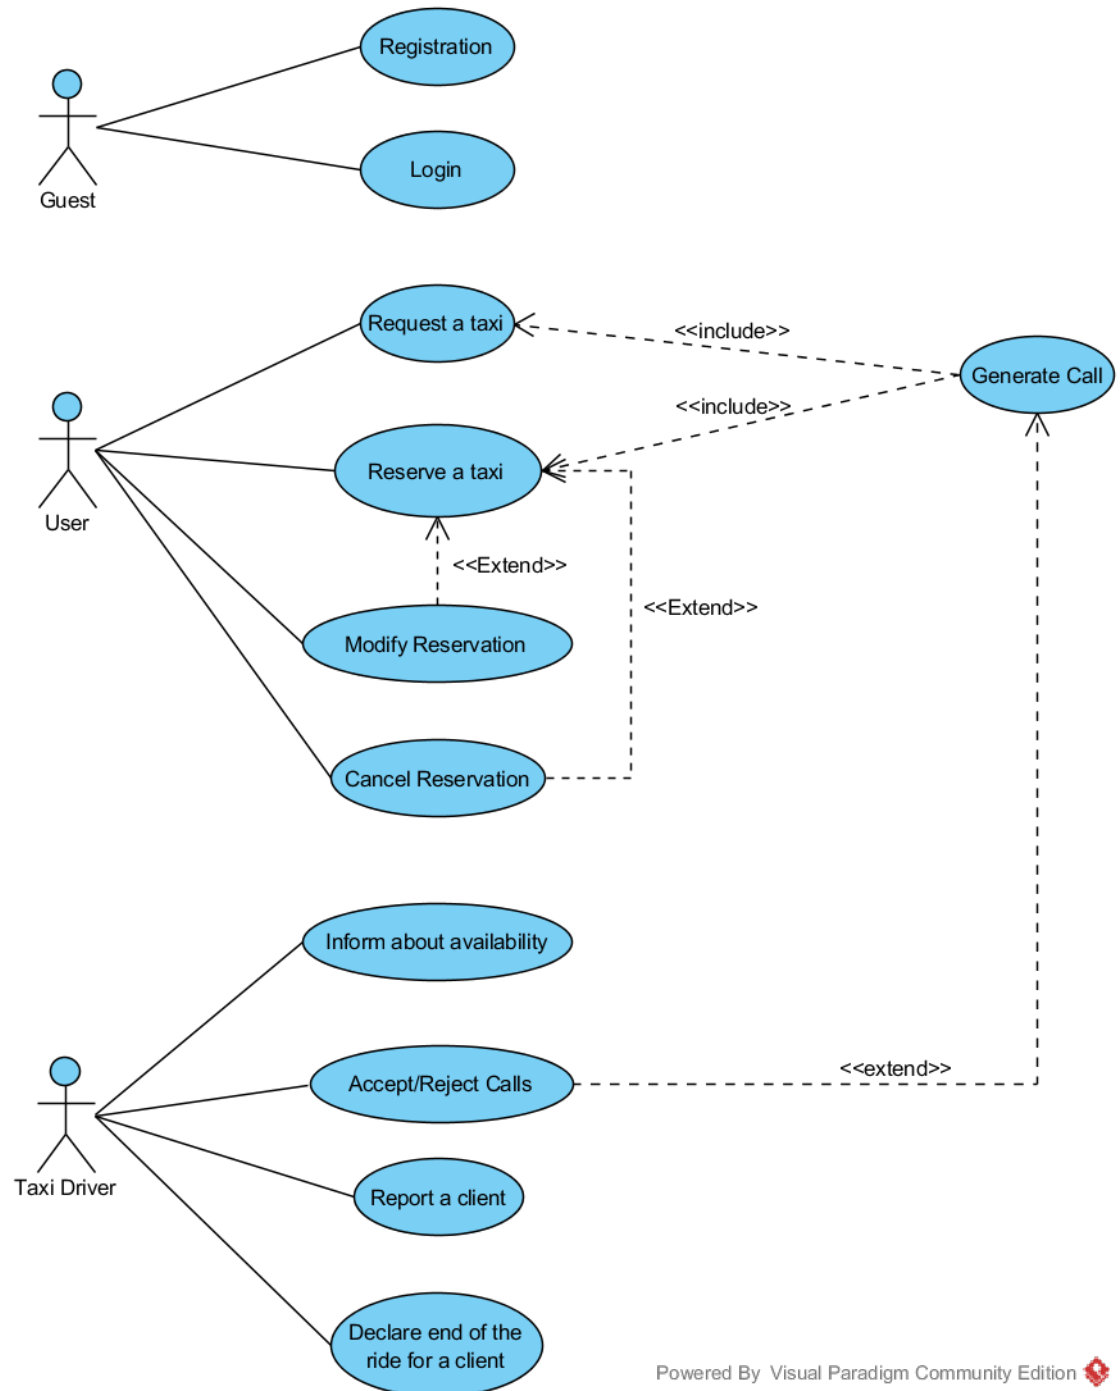 Registration
Login
Guest
Request a taxi
<<include>>
Generate Call
<<include>>
Reserve a taxi
User
<<Extend>>
<<Extend>>
Modify Reservation
Cancel Reservation
Inform about availability
Accept/Reject Calls
<<extend>>
Taxi Driver
Report a client
Declare end of the
ride for a client
Powered By Visual Paradigm Community Edition